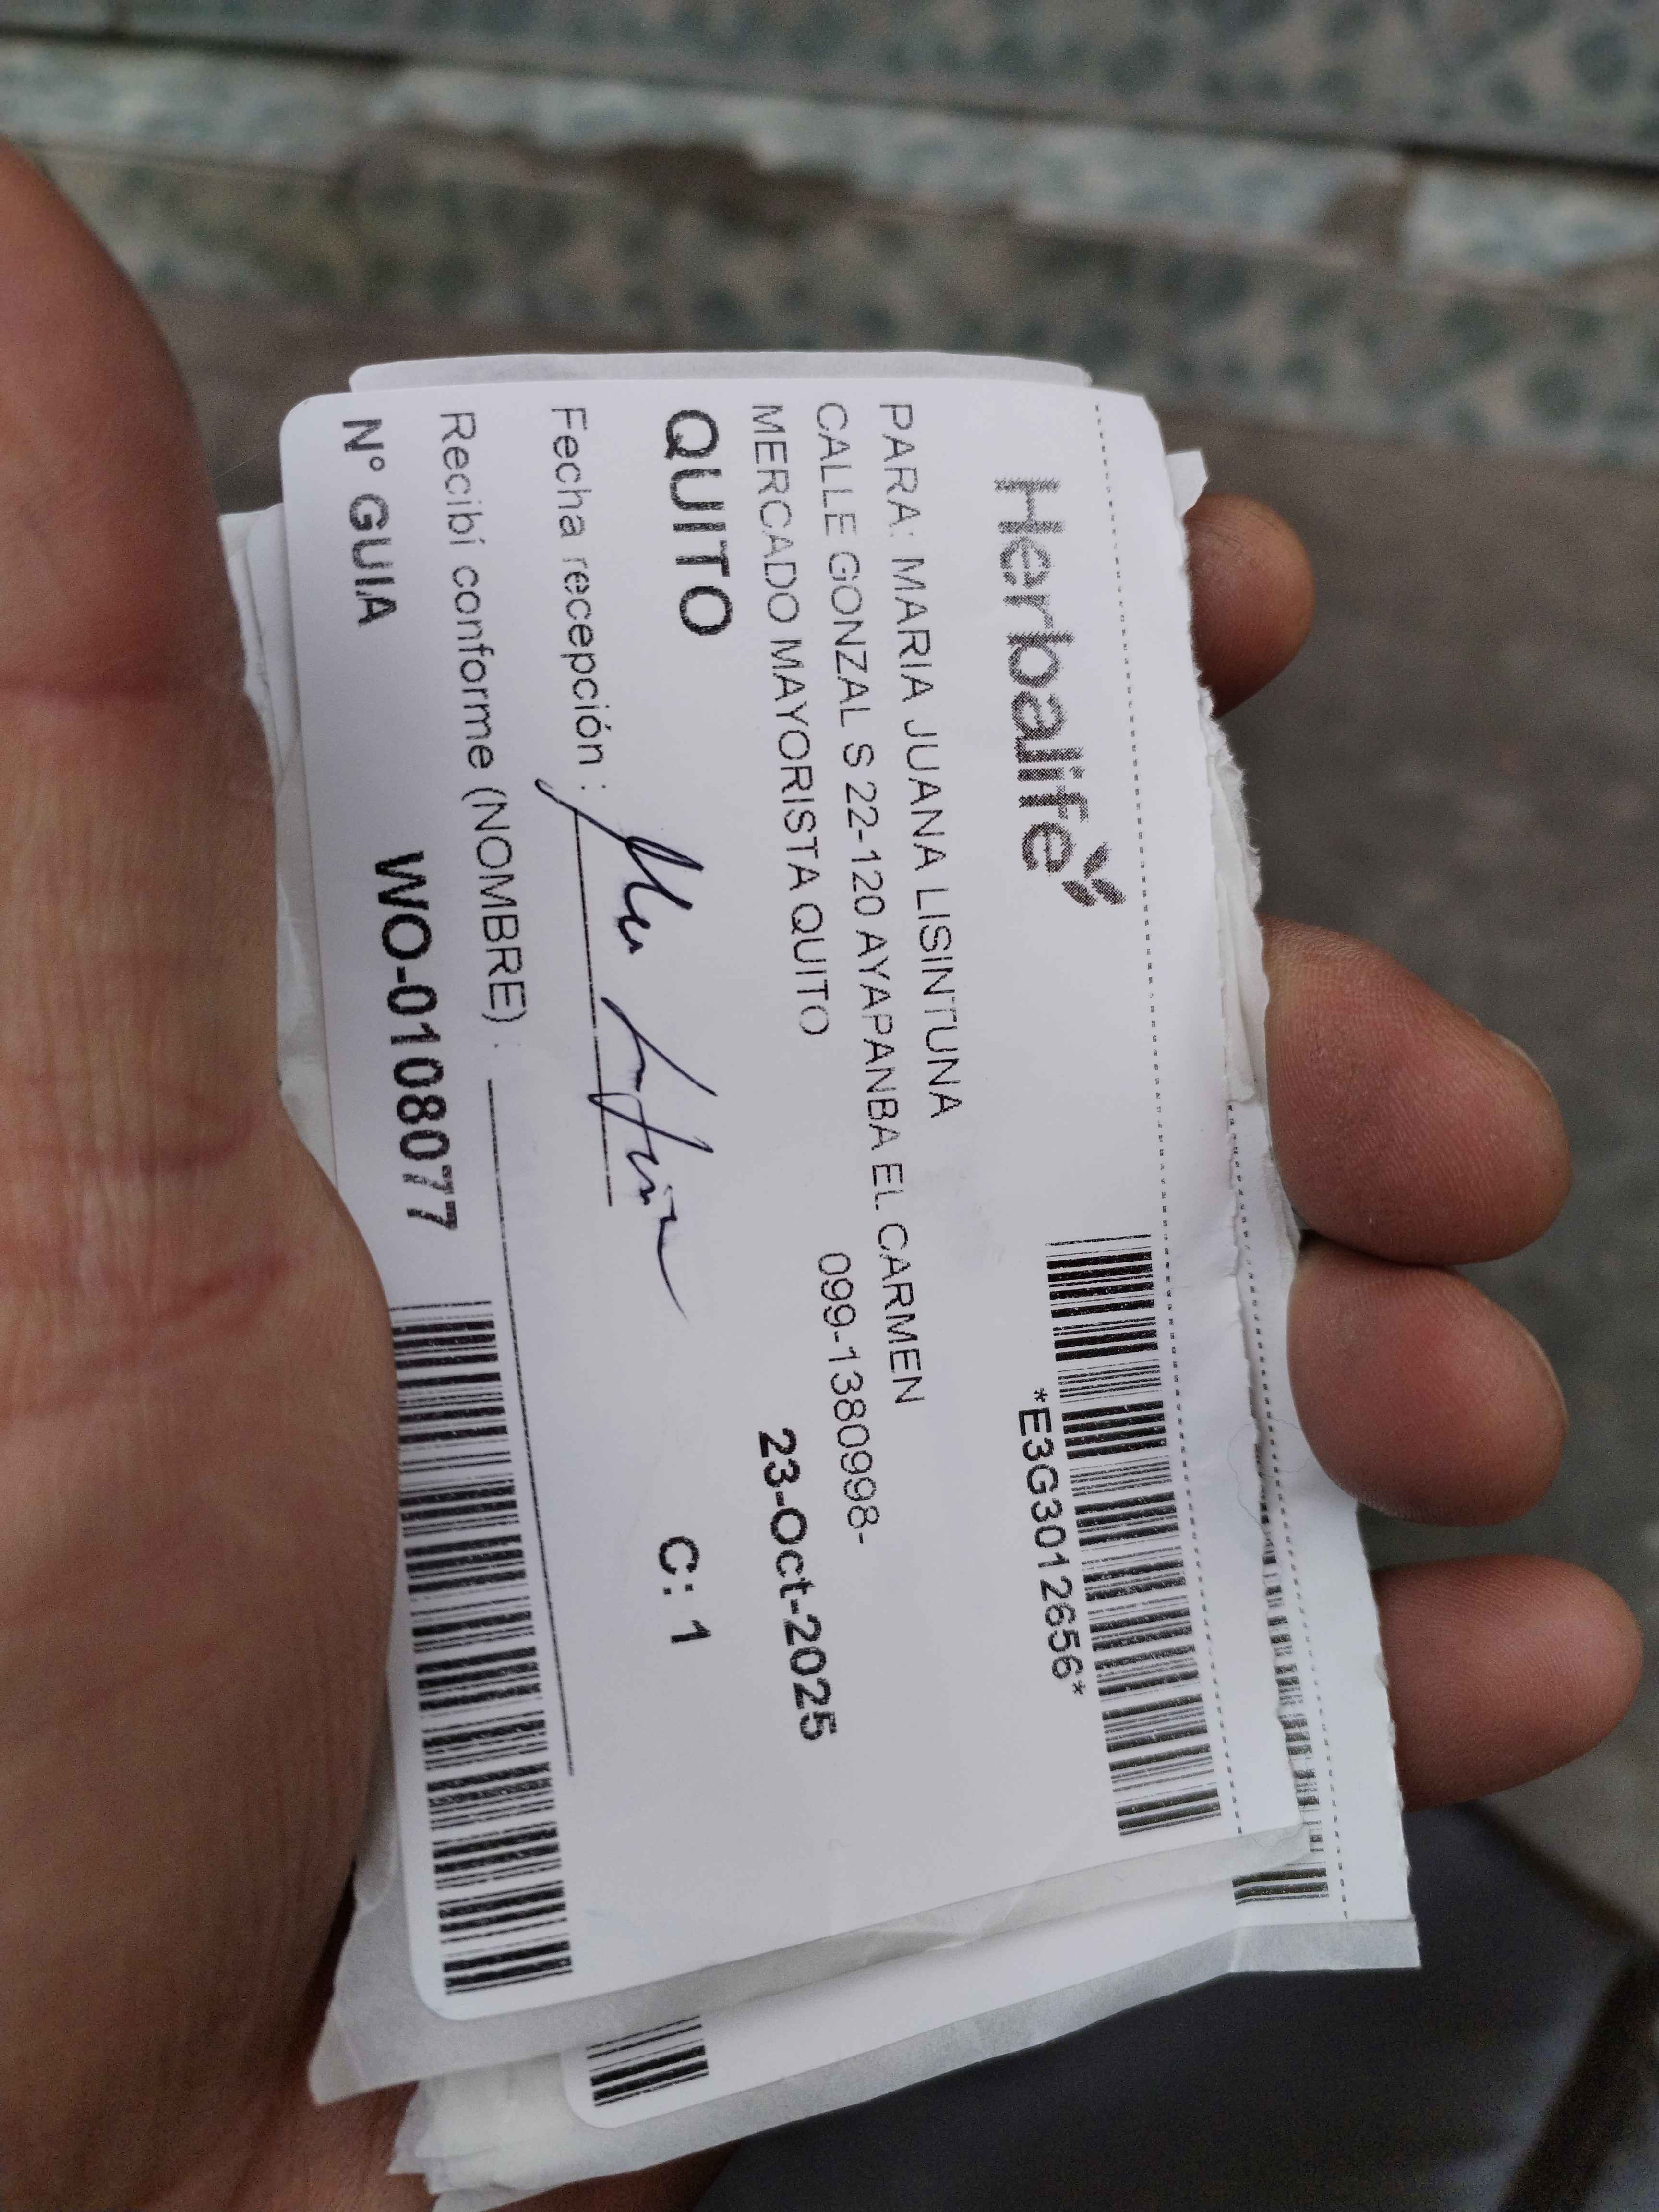 Herbalife
*E3G3012656*
PARA: MARIA JUANA LISINTUNA
CALLE GONZAL S 22-120 AYAPANBA EL CARMEN
MERCADO MAYORISTA QUITO
099-1380998-
23-Oct-2025
QUITO
C: 1
Fecha recepción :
Recibí conforme (NOMBRE) :
N° GUIA WO-0108077